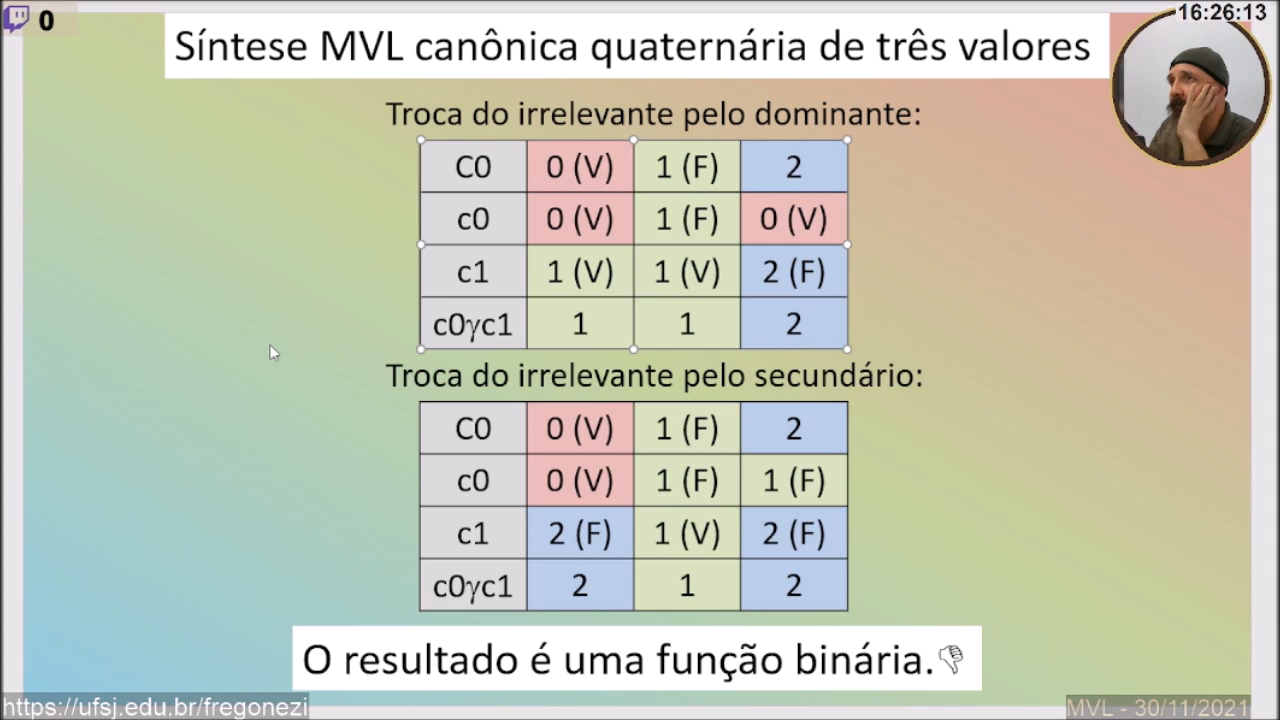 0
16:26:13
Síntese MVL canônica quaternária de três valores
Troca do irrelevante pelo dominante:
C0 0 (V) 1 (F) 2
c0 0 (V) 1 (F) 0 (V)
c1 1 (V) 1 (V) 2 (F)
c0γc1 1 1 2
Troca do irrelevante pelo secundário:
C0 0 (V) 1 (F) 2
c0 0 (V) 1 (F) 1 (F)
c1 2 (F) 1 (V) 2 (F)
c0γc1 2 1 2
O resultado é uma função binária.👎
https://ufsj.edu.br/fregonezi
MVL - 30/11/2021